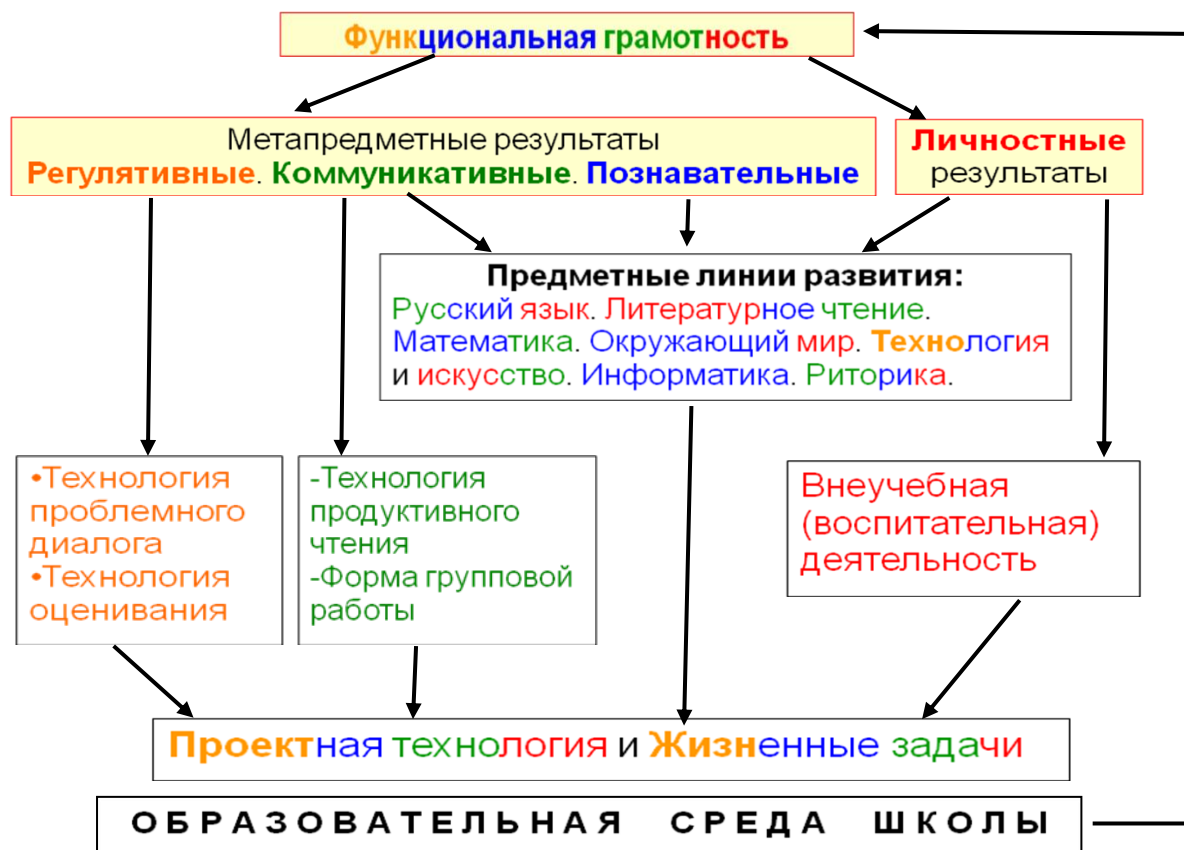 Функциональная грамотность
Метапредметные результаты
Регулятивные. Коммуникативные. Познавательные
Личностные
результаты
Предметные линии развития:
Русский язык. Литературное чтение.
Математика. Окружающий мир. Технология
и искусство. Информатика. Риторика.
•Технология
проблемного
диалога
•Технология
оценивания
-Технология
продуктивного
чтения
-Форма групповой
работы
Внеучебная
(воспитательная)
деятельность
Проектная технология и Жизненные задачи
ОБРАЗОВАТЕЛЬНАЯ СРЕДА ШКОЛЫ